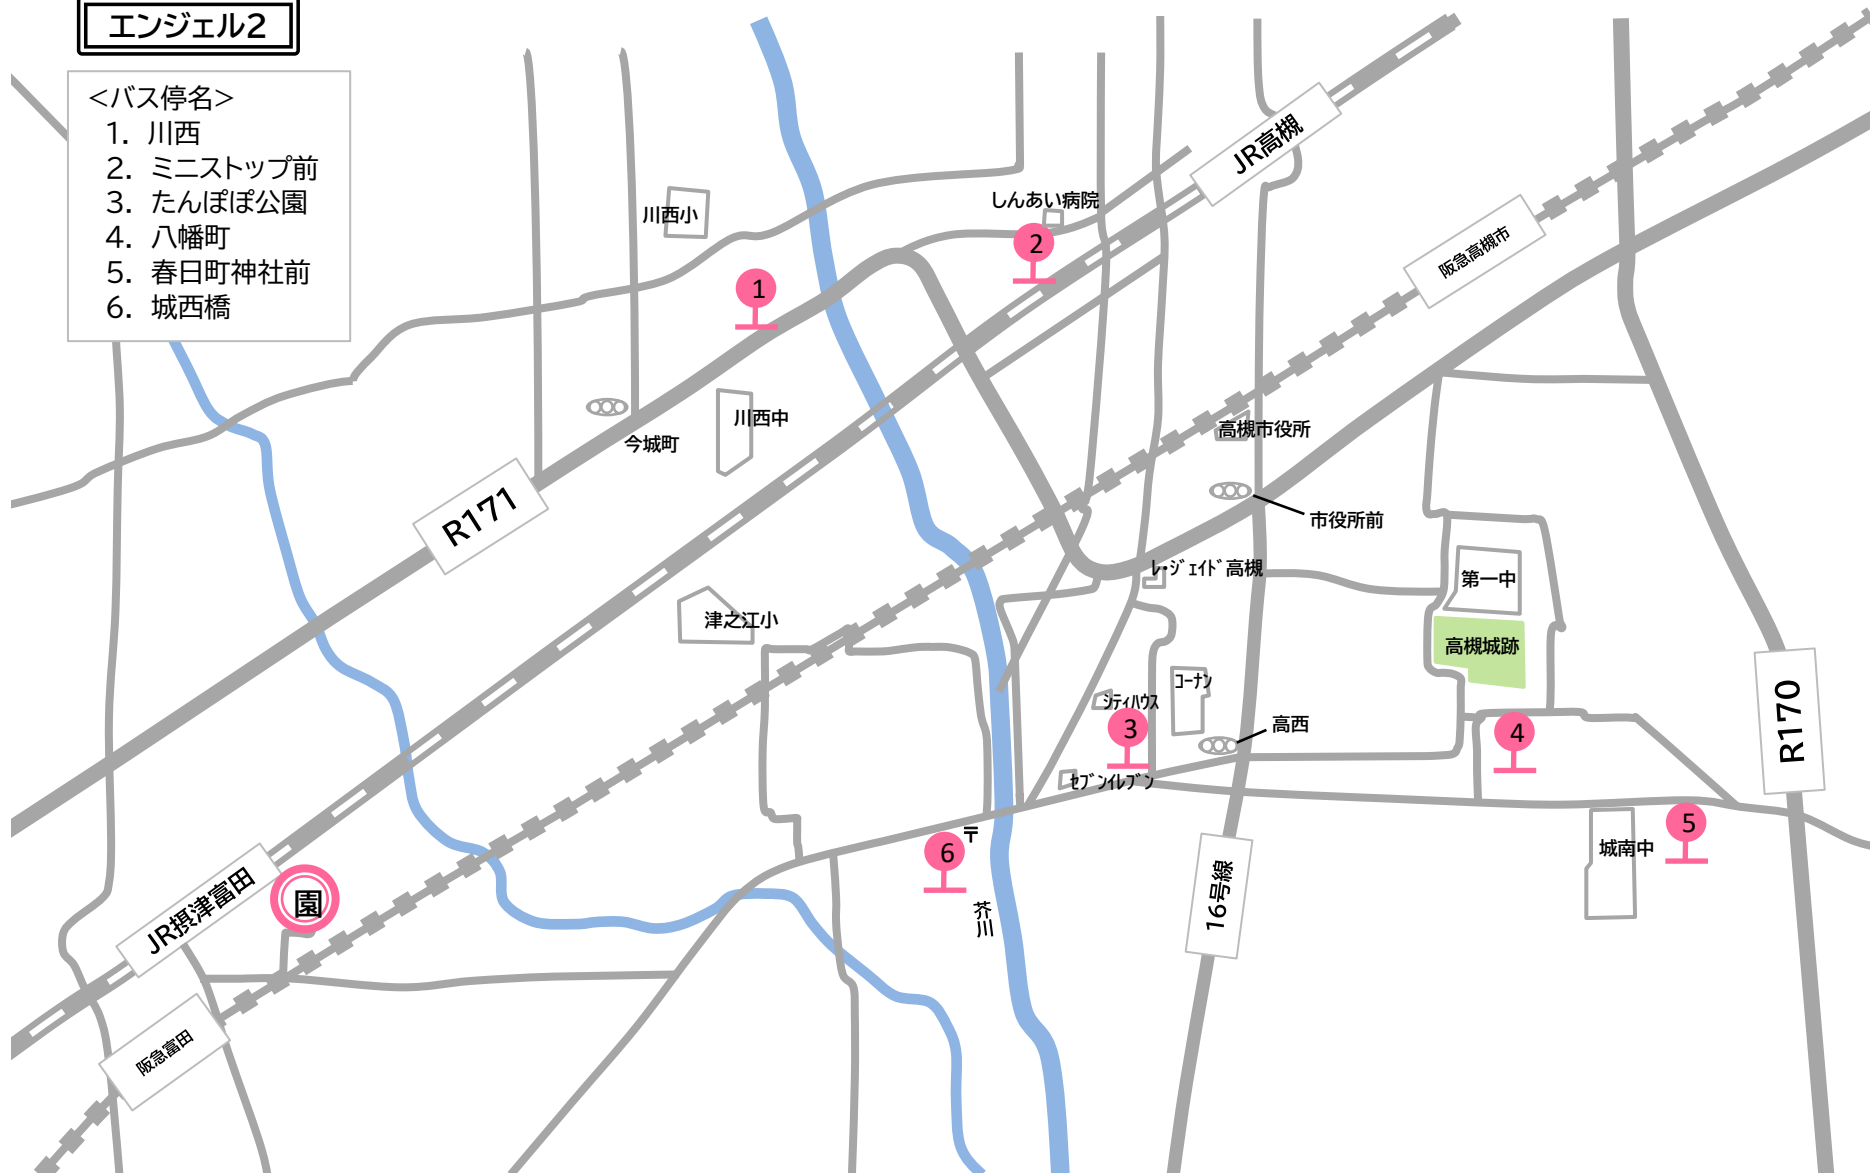 エンジェル2
<バス停名>
1. 川西
2. ミニストップ前
3. たんぽぽ公園
4. 八幡町
5. 春日町神社前
6. 城西橋
JR高槻
しんあい病院
川西小
2
阪急高槻市
1
川西中
今城町
高槻市役所
R171
市役所前
レ・ジェイド高槻
第一中
津之江小
高槻城跡
コーナン
シティハウス
R170
3
高西
4
セブンイレブン
5
〒
6
城南中
JR摂津富田
園
16号線
芥川
阪急富田